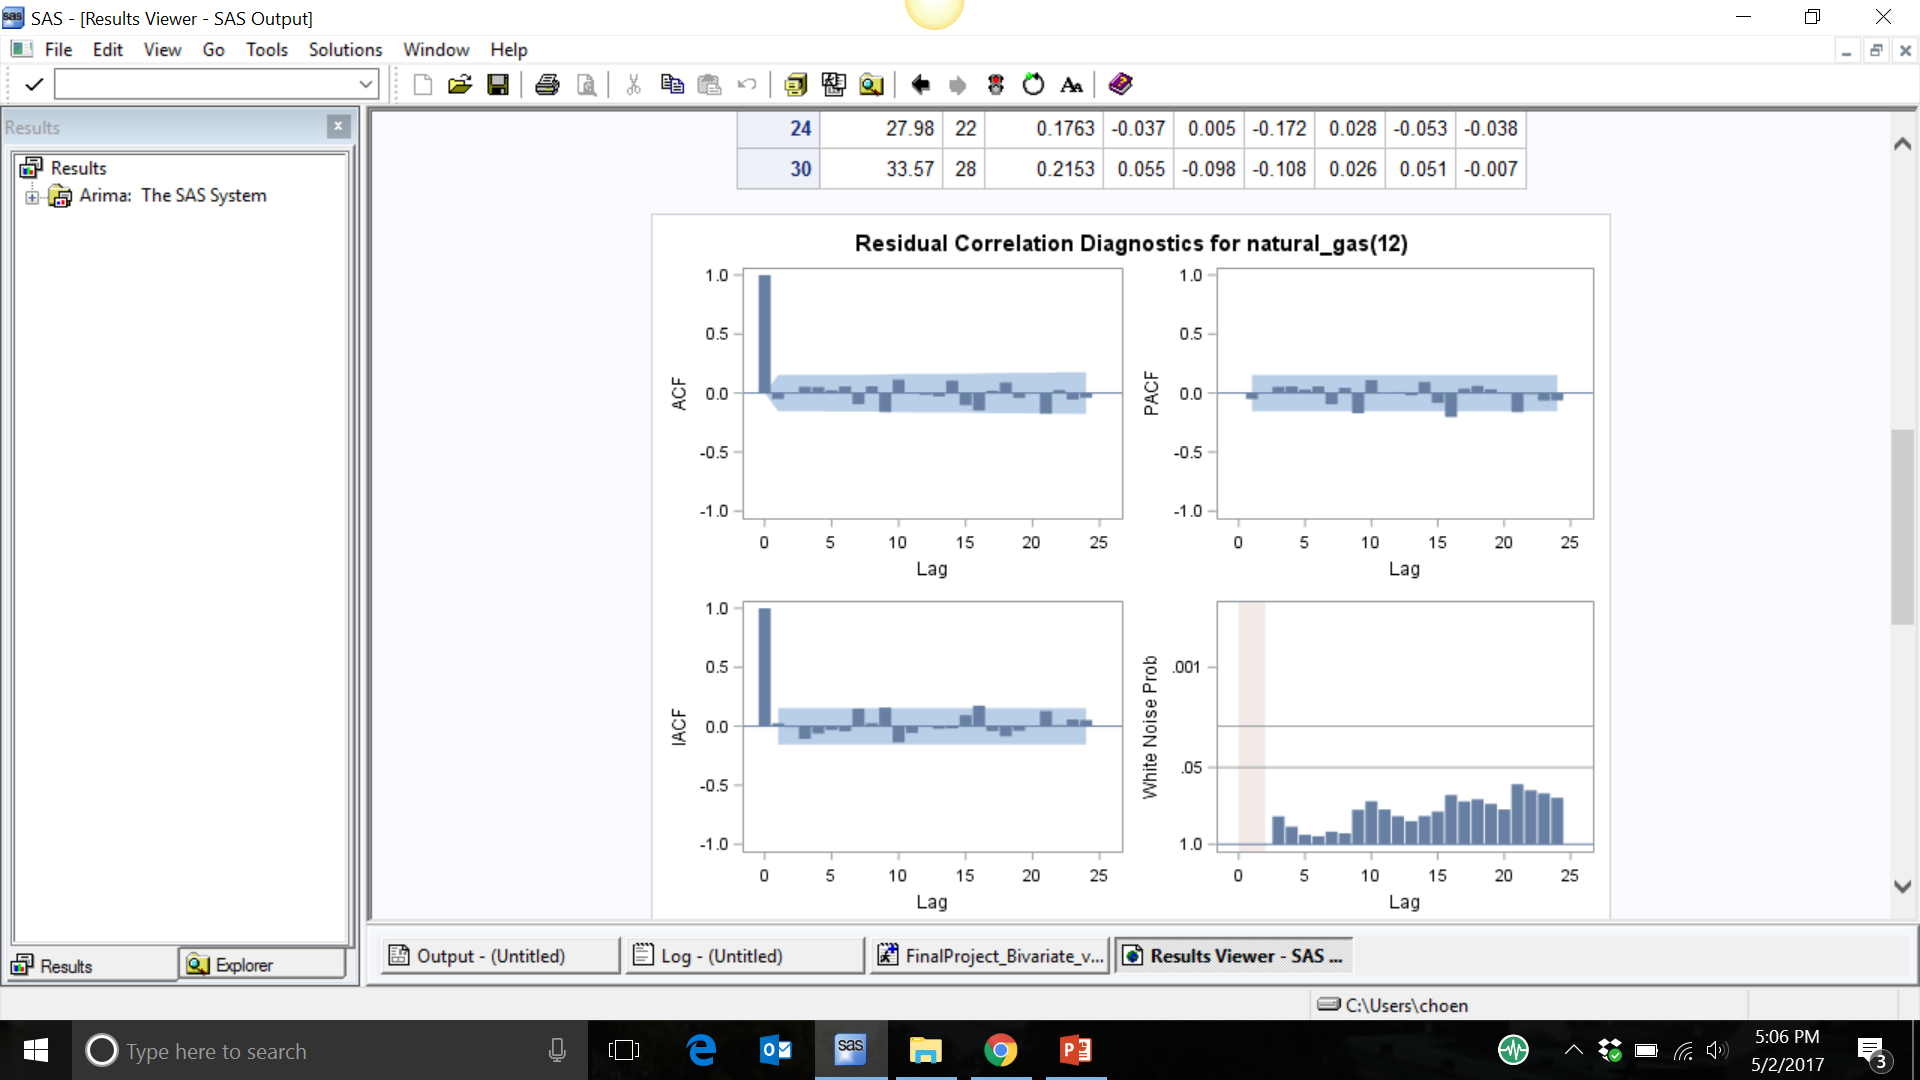 SAS - [Results Viewer - SAS Output]
File Edit View Go Tools Solutions Window Help
Results
Results
Arima: The SAS System
24 27.98 22 0.1763 -0.037 0.005 -0.172 0.028 -0.053 -0.038
30 33.57 28 0.2153 0.055 -0.098 -0.108 0.026 0.051 -0.007
Residual Correlation Diagnostics for natural_gas(12)
ACF
1.0
0.5
0.0
-0.5
-1.0
0 5 10 15 20 25
Lag
PACF
1.0
0.5
0.0
-0.5
-1.0
0 5 10 15 20 25
Lag
IACF
1.0
0.5
0.0
-0.5
-1.0
0 5 10 15 20 25
Lag
White Noise Prob
.001
.05
1.0
0 5 10 15 20 25
Lag
Results Explorer
Output - (Untitled) Log - (Untitled) FinalProject_Bivariate_v... Results Viewer - SAS ...
C:\Users\choen
Type here to search
sas
5:06 PM
5/2/2017
3